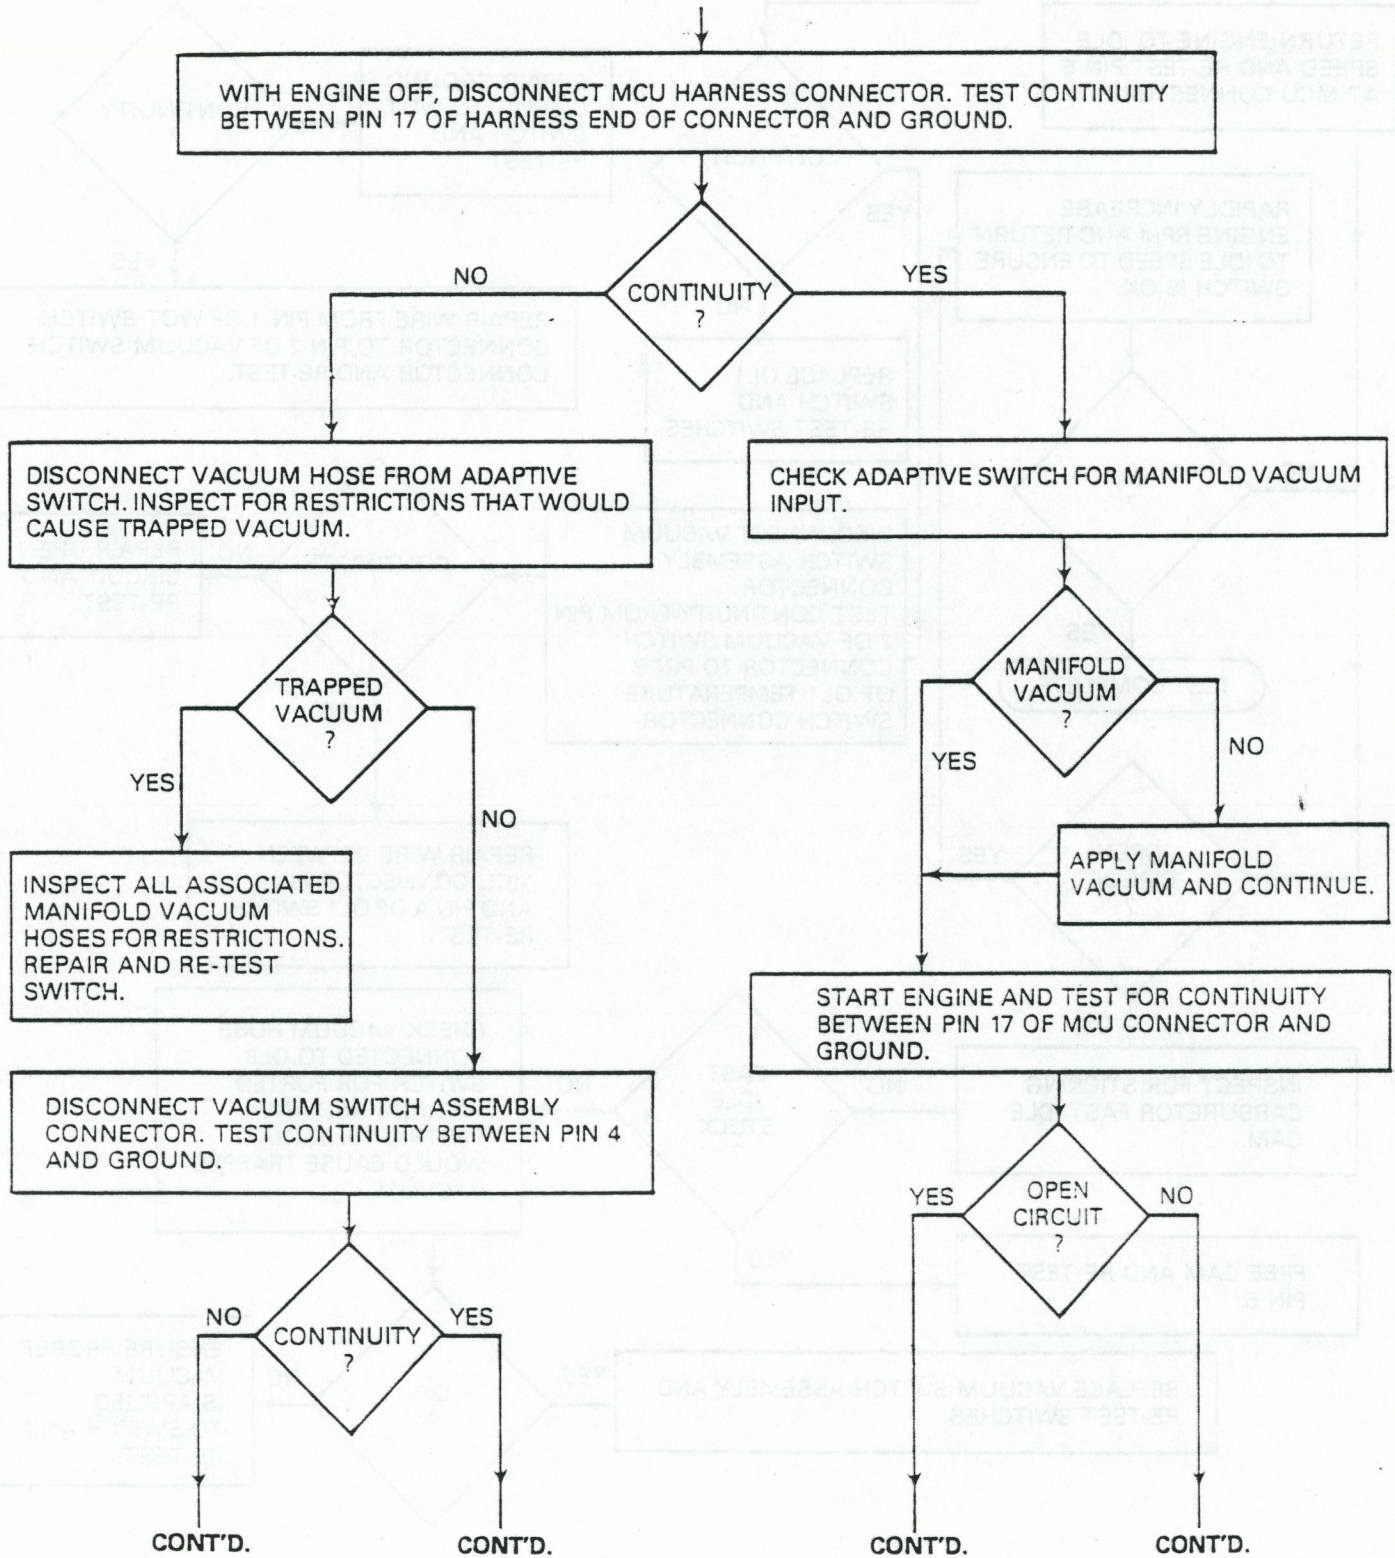 WITH ENGINE OFF, DISCONNECT MCU HARNESS CONNECTOR. TEST CONTINUITY
BETWEEN PIN 17 OF HARNESS END OF CONNECTOR AND GROUND.
NO
CONTINUITY
?
YES
DISCONNECT VACUUM HOSE FROM ADAPTIVE
SWITCH. INSPECT FOR RESTRICTIONS THAT WOULD
CAUSE TRAPPED VACUUM.
CHECK ADAPTIVE SWITCH FOR MANIFOLD VACUUM
INPUT.
TRAPPED
VACUUM
?
YES
NO
MANIFOLD
VACUUM
?
YES
NO
INSPECT ALL ASSOCIATED
MANIFOLD VACUUM
HOSES FOR RESTRICTIONS.
REPAIR AND RE-TEST
SWITCH.
APPLY MANIFOLD
VACUUM AND CONTINUE.
START ENGINE AND TEST FOR CONTINUITY
BETWEEN PIN 17 OF MCU CONNECTOR AND
GROUND.
DISCONNECT VACUUM SWITCH ASSEMBLY
CONNECTOR. TEST CONTINUITY BETWEEN PIN 4
AND GROUND.
YES
OPEN
CIRCUIT
?
NO
NO
CONTINUITY
?
YES
CONT'D.
CONT'D.
CONT'D.
CONT'D.